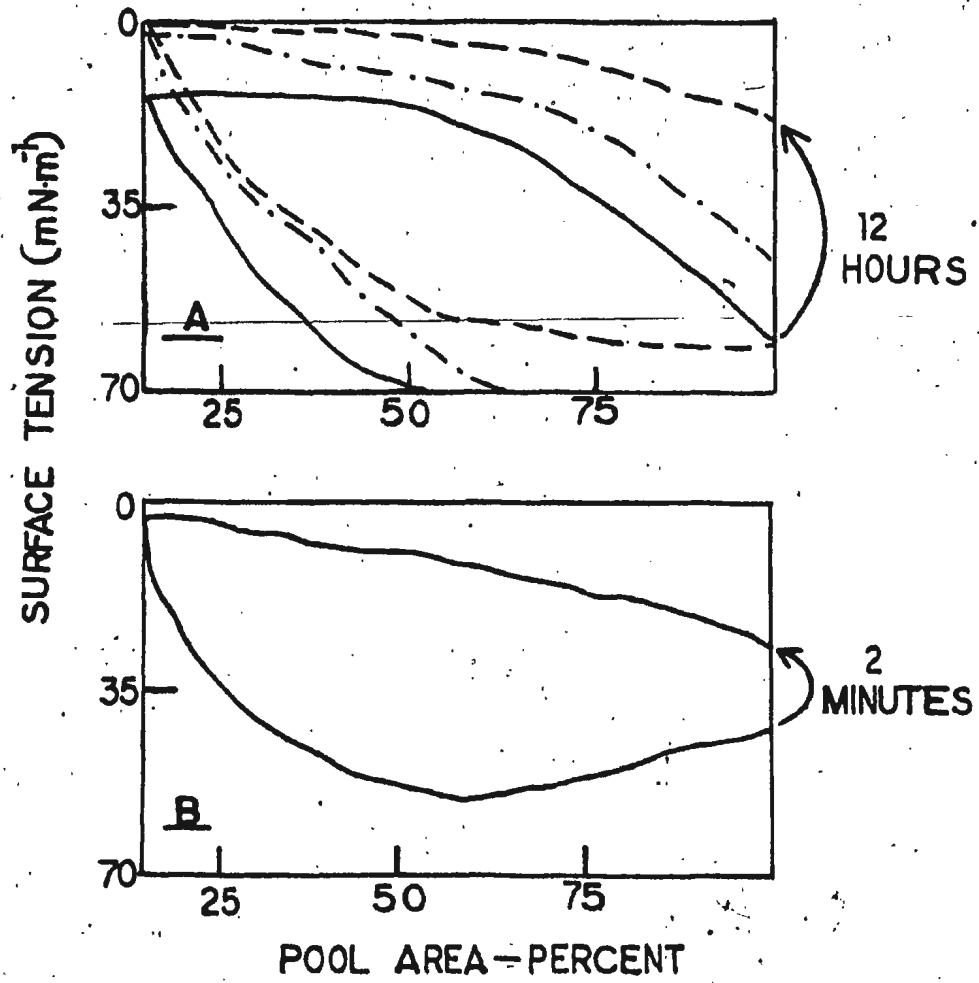 SURFACE TENSION (mN·m⁻¹)
0
35
70
A
25
50
75
12
HOURS
0
35
70
B
25
50
75
2
MINUTES
POOL AREA–PERCENT